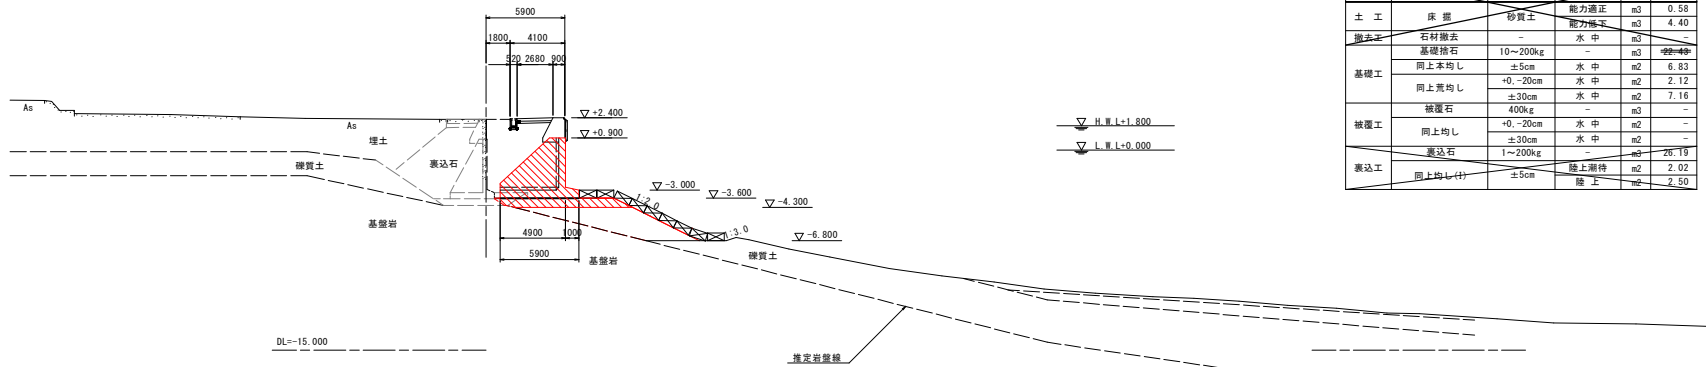 5900
1800 4100
520 2680 900
As
As
▽ +2.400
▽ +0.900
埋土
裏込石
礫質土
基盤岩
▽ -3.000
▽ -3.600
▽ -4.300
1:2.0
1:3.0
▽ -6.800
4900 1000
5900
基盤岩
礫質土
DL=-15.000
推定岩盤線
▽ H.W.L+1.800
▽ L.W.L+0.000
土 工 床 掘 砂質土 能力適正 m3 0.58
能力低下 m3 4.40
撤去工 石材撤去 - 水 中 m3 -
基礎工 基礎捨石 10~200kg - m3 22.43
同上本均し ±5cm 水 中 m2 6.83
同上荒均し +0.-20cm 水 中 m2 2.12
±30cm 水 中 m2 7.16
被覆工 被覆石 400kg - m3 -
同上均し +0.-20cm 水 中 m2 -
±30cm 水 中 m2 -
裏込工 裏込石 1~200kg - m3 26.19
同上均し(I) ±5cm 陸上潮待 m2 2.02
陸 上 m2 2.50